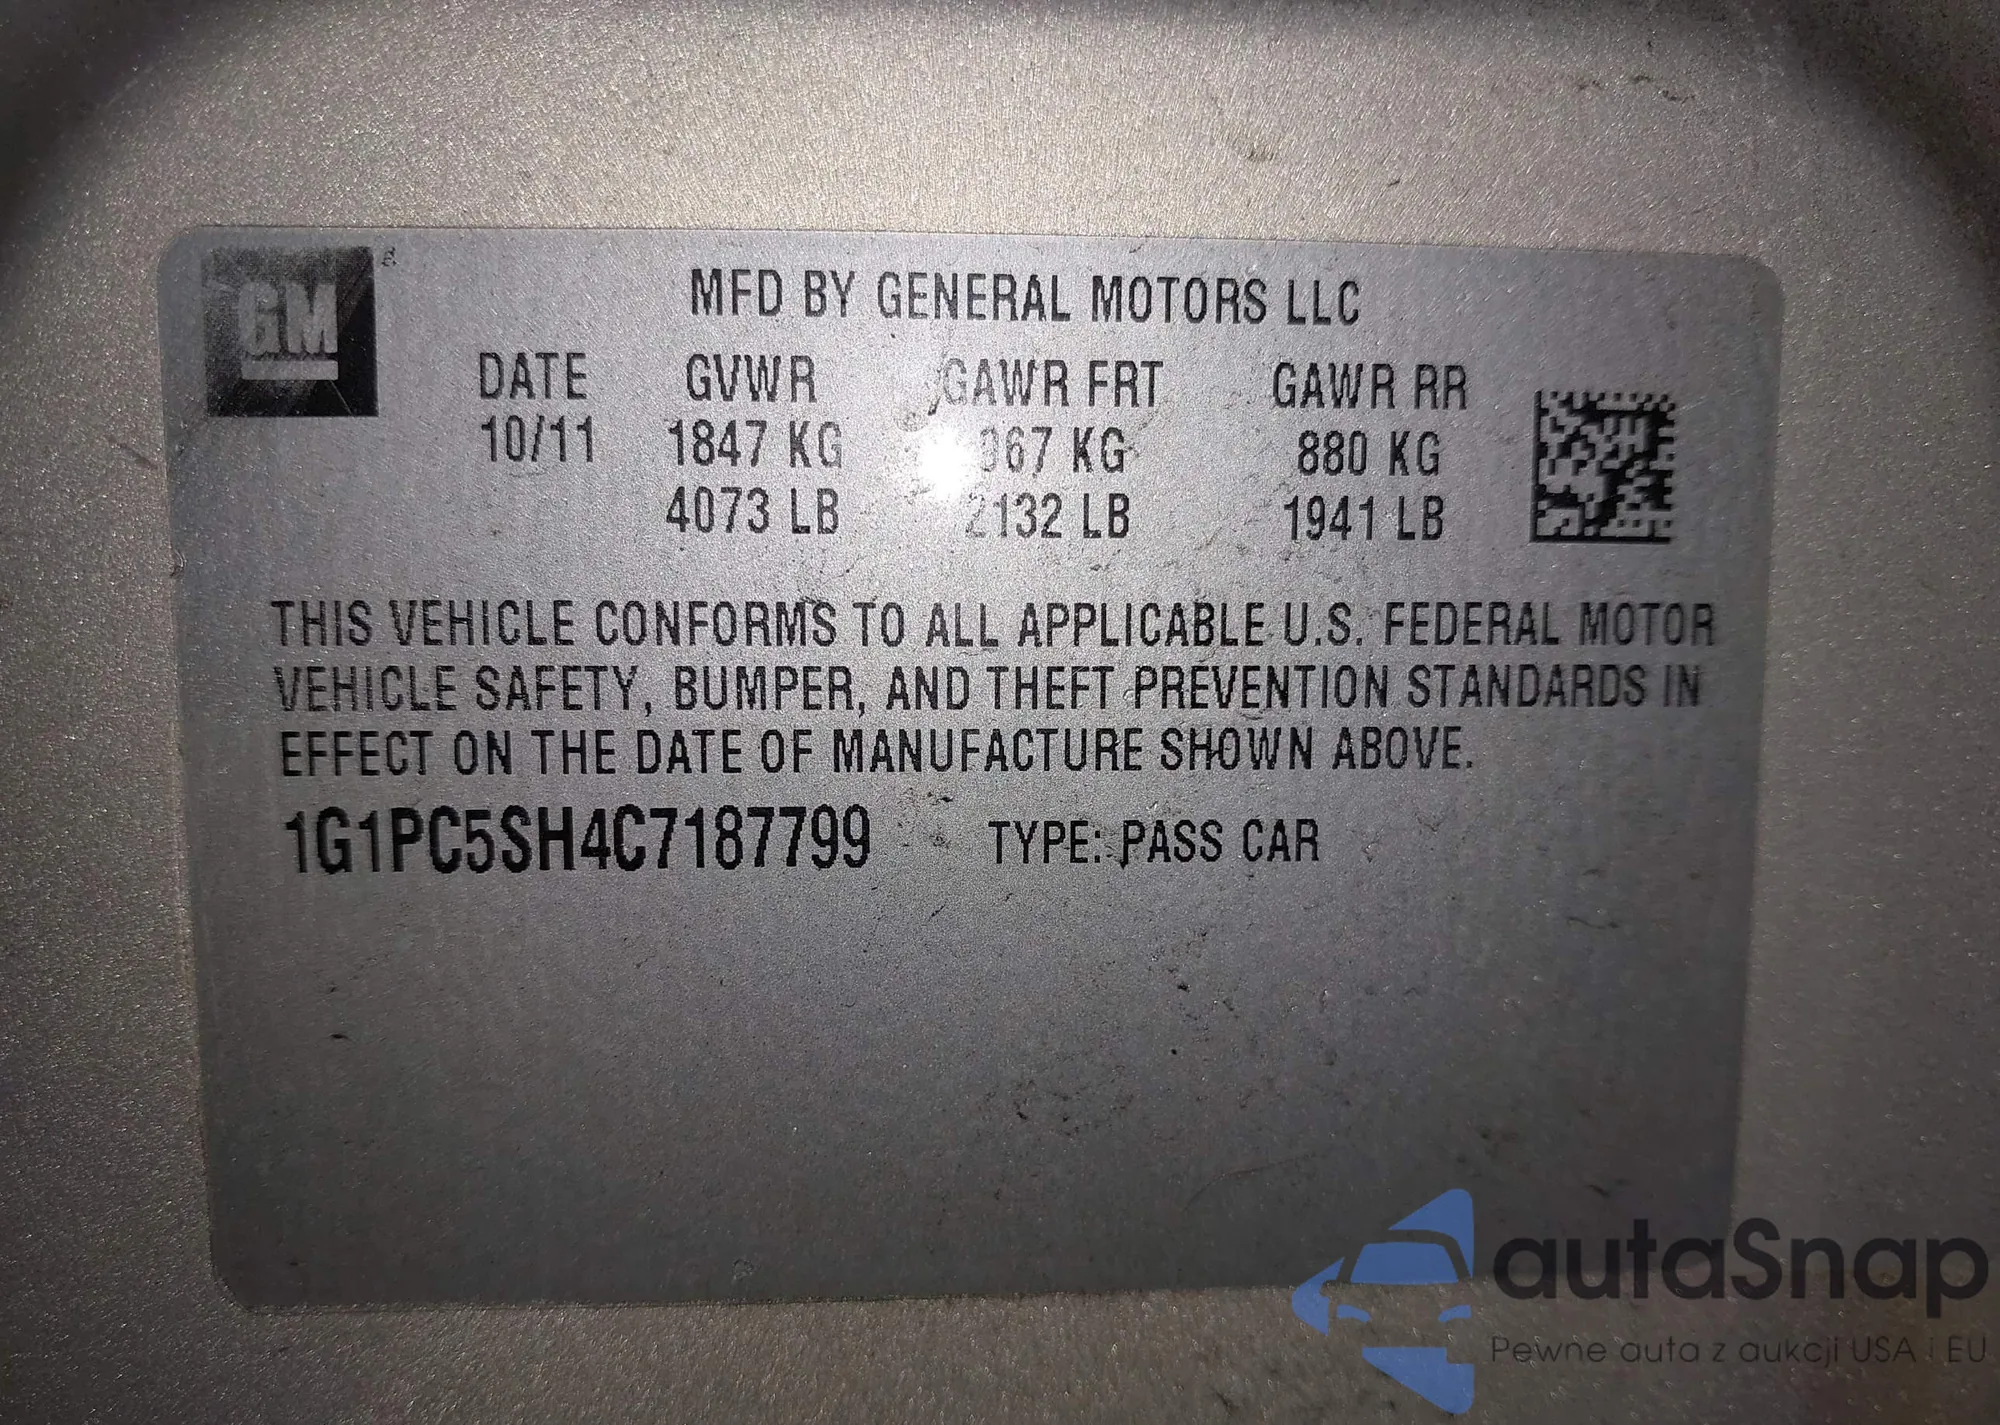 GM
MFD BY GENERAL MOTORS LLC
DATE GVWR GAWR FRT GAWR RR
10/11 1847 KG 967 KG 880 KG
4073 LB 2132 LB 1941 LB
THIS VEHICLE CONFORMS TO ALL APPLICABLE U.S. FEDERAL MOTOR
VEHICLE SAFETY, BUMPER, AND THEFT PREVENTION STANDARDS IN
EFFECT ON THE DATE OF MANUFACTURE SHOWN ABOVE.
1G1PC5SH4C7187799 TYPE: PASS CAR
autaSnap
Pewne auta z aukcji USA i EU